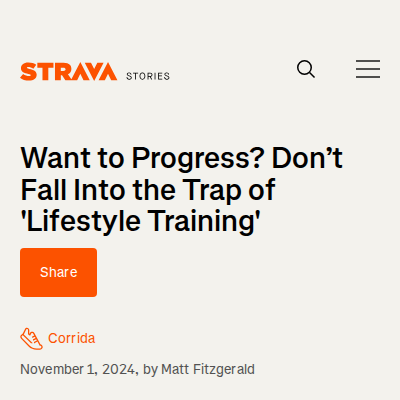 STRAVA STORIES
Want to Progress? Don’t
Fall Into the Trap of
'Lifestyle Training'
Share
Corrida
November 1, 2024, by Matt Fitzgerald